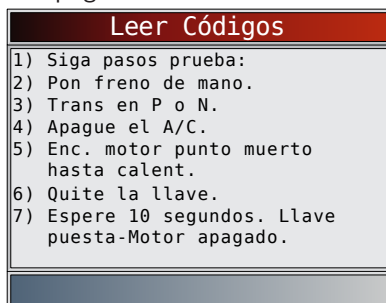 Leer Códigos
1) Siga pasos prueba:
2) Pon freno de mano.
3) Trans en P o N.
4) Apague el A/C.
5) Enc. motor punto muerto
hasta calent.
6) Quite la llave.
7) Espere 10 segundos. Llave
puesta-Motor apagado.